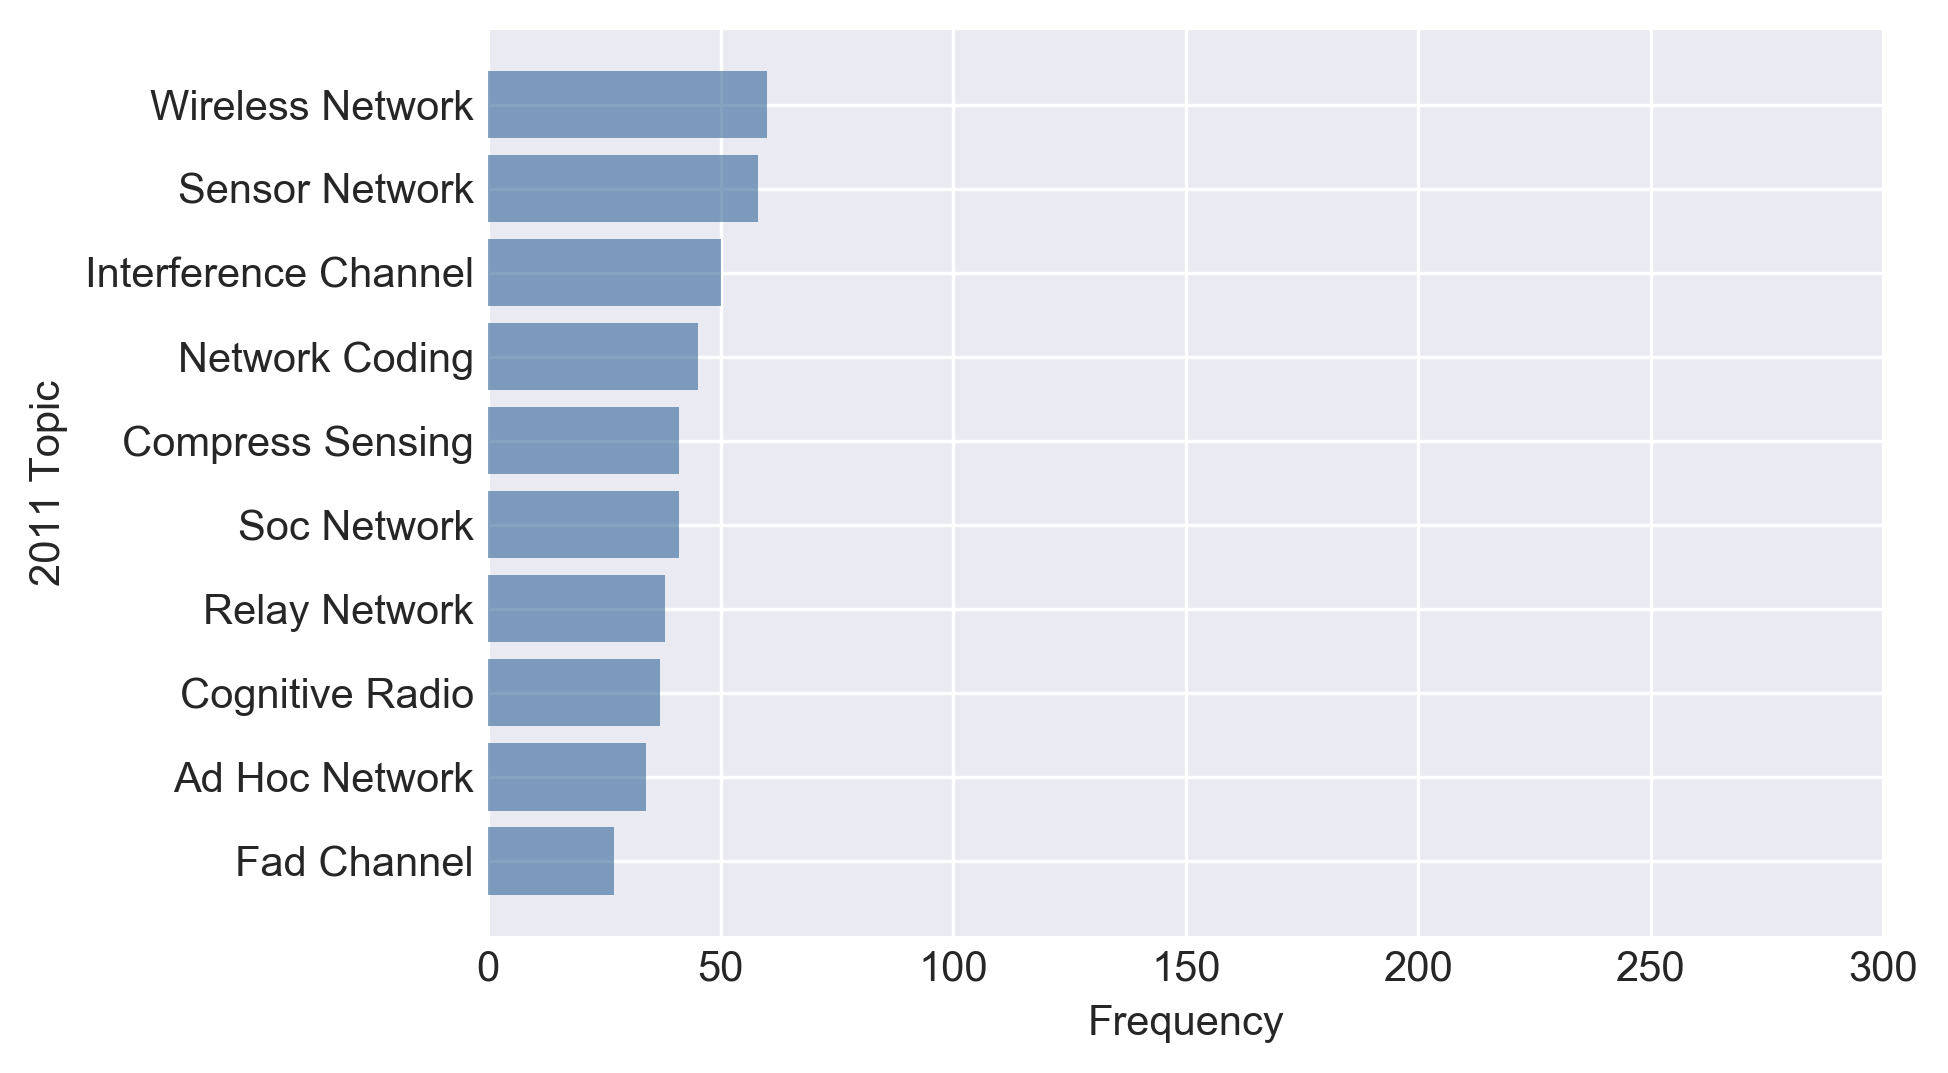 Wireless Network
Sensor Network
Interference Channel
Network Coding
Compress Sensing
Soc Network
Relay Network
Cognitive Radio
Ad Hoc Network
Fad Channel
2011 Topic
0 50 100 150 200 250 300
Frequency